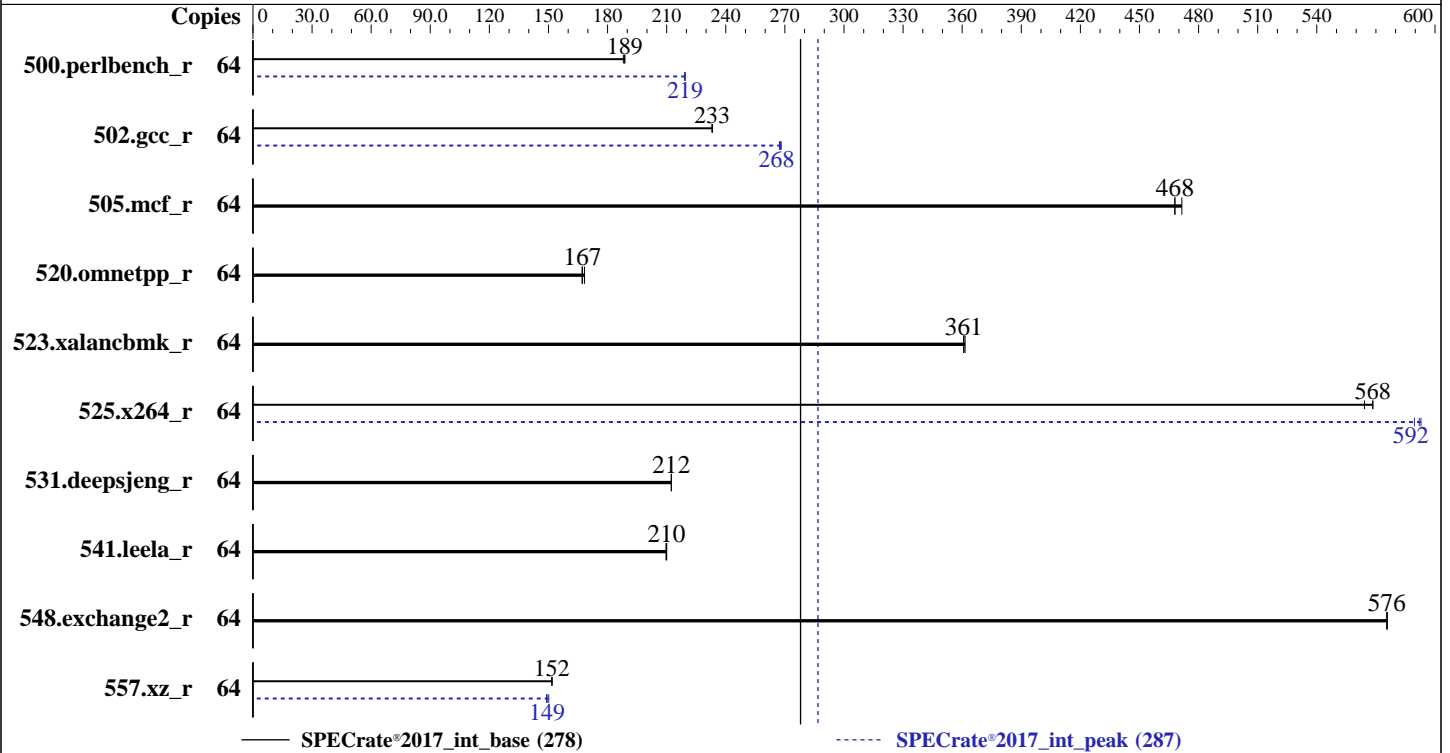 Copies 0 30.0 60.0 90.0 120 150 180 210 240 270 300 330 360 390 420 450 480 510 540 600
189
500.perlbench_r 64
219
233
502.gcc_r 64
268
468
505.mcf_r 64
167
520.omnetpp_r 64
361
523.xalancbmk_r 64
568
525.x264_r 64
592
212
531.deepsjeng_r 64
210
541.leela_r 64
576
548.exchange2_r 64
152
557.xz_r 64
149
SPECrate®2017_int_base (278) SPECrate®2017_int_peak (287)